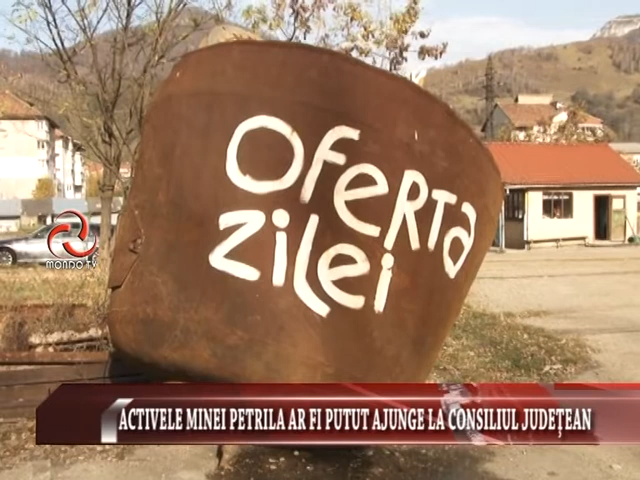 OfeRTa
ZiLei
MONDO TV
ACTIVELE MINEI PETRILA AR FI PUTUT AJUNGE LA CONSILIUL JUDEȚEAN